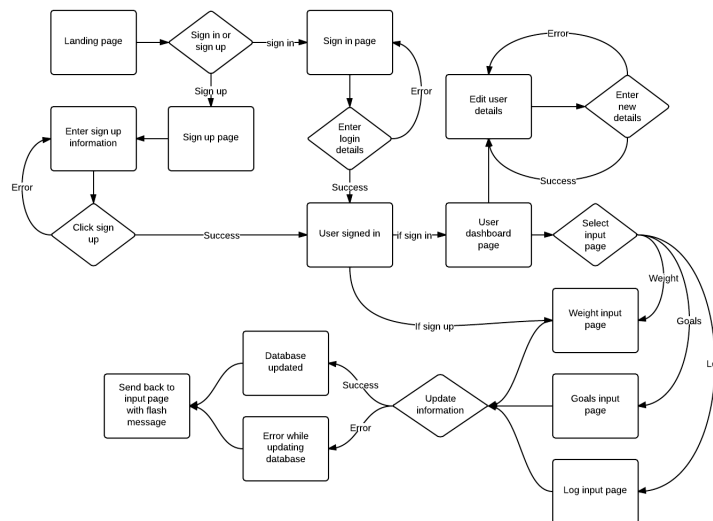 Landing page
Sign in or
sign up
sign in
Sign in page
Error
Sign up
Edit user
details
Enter
new
details
Error
Enter sign up
information
Sign up page
Enter
login
details
Error
Success
Success
Click sign
up
Success
User signed in
if sign in
User
dashboard
page
Select
input
page
Weight
Goals
If sign up
Weight input
page
Database
updated
Success
Send back to
input page
with flash
message
Update
information
Goals input
page
Error
Error while
updating
database
Log input page